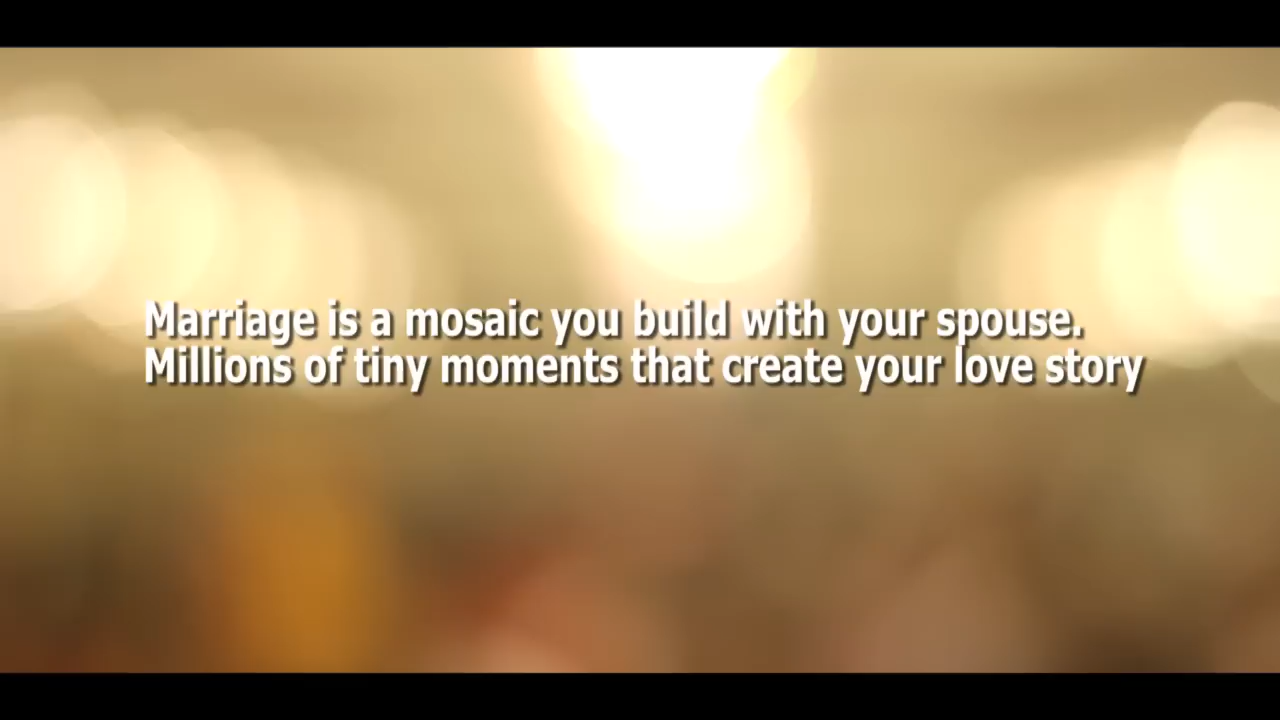 Marriage is a mosaic you build with your spouse.
Millions of tiny moments that create your love story